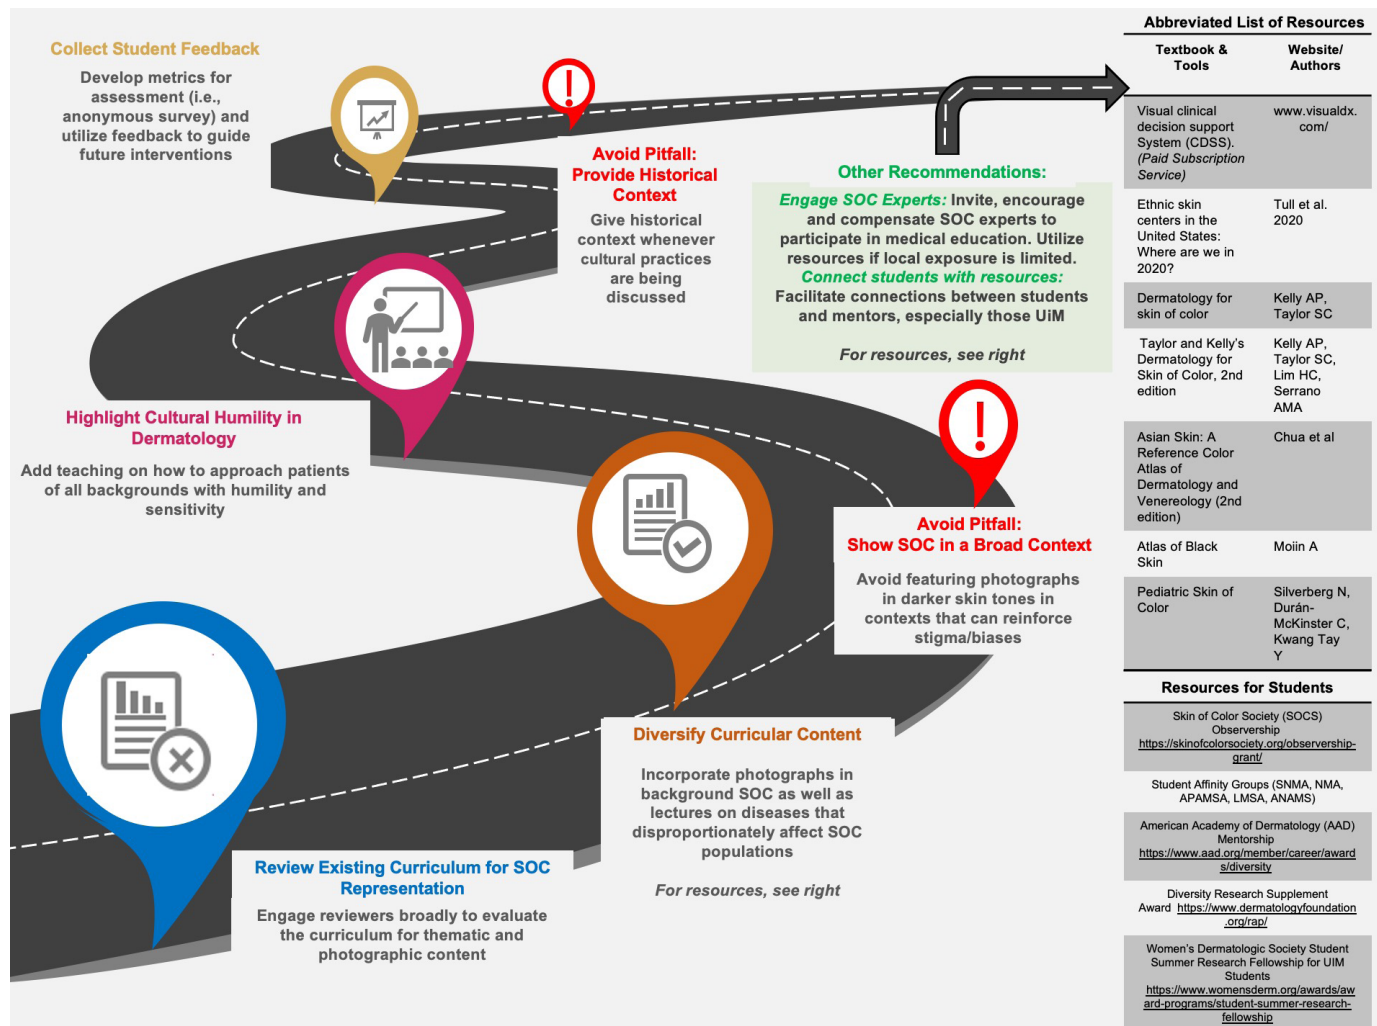 Collect Student Feedback
Develop metrics for
assessment (i.e.,
anonymous survey) and
utilize feedback to guide
future interventions
Avoid Pitfall:
Provide Historical
Context
Give historical
context whenever
cultural practices
are being
discussed
Other Recommendations:
Engage SOC Experts: Invite, encourage
and compensate SOC experts to
participate in medical education. Utilize
resources if local exposure is limited.
Connect students with resources:
Facilitate connections between students
and mentors, especially those UiM
For resources, see right
Highlight Cultural Humility in
Dermatology
Add teaching on how to approach patients
of all backgrounds with humility and
sensitivity
Avoid Pitfall:
Show SOC in a Broad Context
Avoid featuring photographs
in darker skin tones in
contexts that can reinforce
stigma/biases
Diversify Curricular Content
Incorporate photographs in
background SOC as well as
lectures on diseases that
disproportionately affect SOC
populations
For resources, see right
Review Existing Curriculum for SOC
Representation
Engage reviewers broadly to evaluate
the curriculum for thematic and
photographic content
Abbreviated List of Resources
Textbook &
Tools
Website/
Authors
Visual clinical
decision support
System (CDSS).
(Paid Subscription
Service)
www.visualdx.
com/
Ethnic skin
centers in the
United States:
Where are we in
2020?
Tull et al.
2020
Dermatology for
skin of color
Kelly AP,
Taylor SC
Taylor and Kelly's
Dermatology for
Skin of Color, 2nd
edition
Kelly AP,
Taylor SC,
Lim HC,
Serrano
AMA
Asian Skin: A
Reference Color
Atlas of
Dermatology and
Venereology (2nd
edition)
Chua et al
Atlas of Black
Skin
Moiin A
Pediatric Skin of
Color
Silverberg N,
Durán-
McKinster C,
Kwang Tay
Y
Resources for Students
Skin of Color Society (SOCS)
Observership
https://skinofcolorsociety.org/observership-
grant/
Student Affinity Groups (SNMA, NMA,
APAMSA, LMSA, ANAMS)
American Academy of Dermatology (AAD)
Mentorship
https://www.aad.org/member/career/award
s/diversity
Diversity Research Supplement
Award https://www.dermatologyfoundation
.org/rap/
Women's Dermatologic Society Student
Summer Research Fellowship for UIM
Students
https://www.womensderm.org/awards/aw
ard-programs/student-summer-research-
fellowship